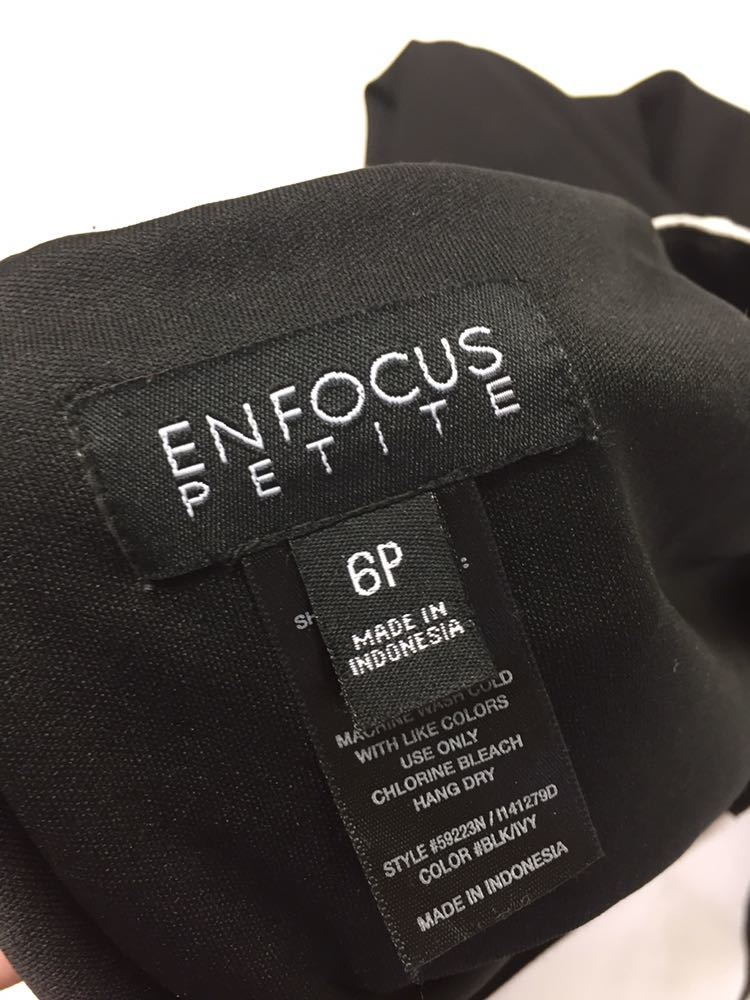 ENFOCUS
PETITE
6P
MADE IN
INDONESIA
SH
MACHINE WASH COLD
WITH LIKE COLORS
USE ONLY
CHLORINE BLEACH
HANG DRY
STYLE #59223N / I141279D
COLOR #BLK/IVY
MADE IN INDONESIA